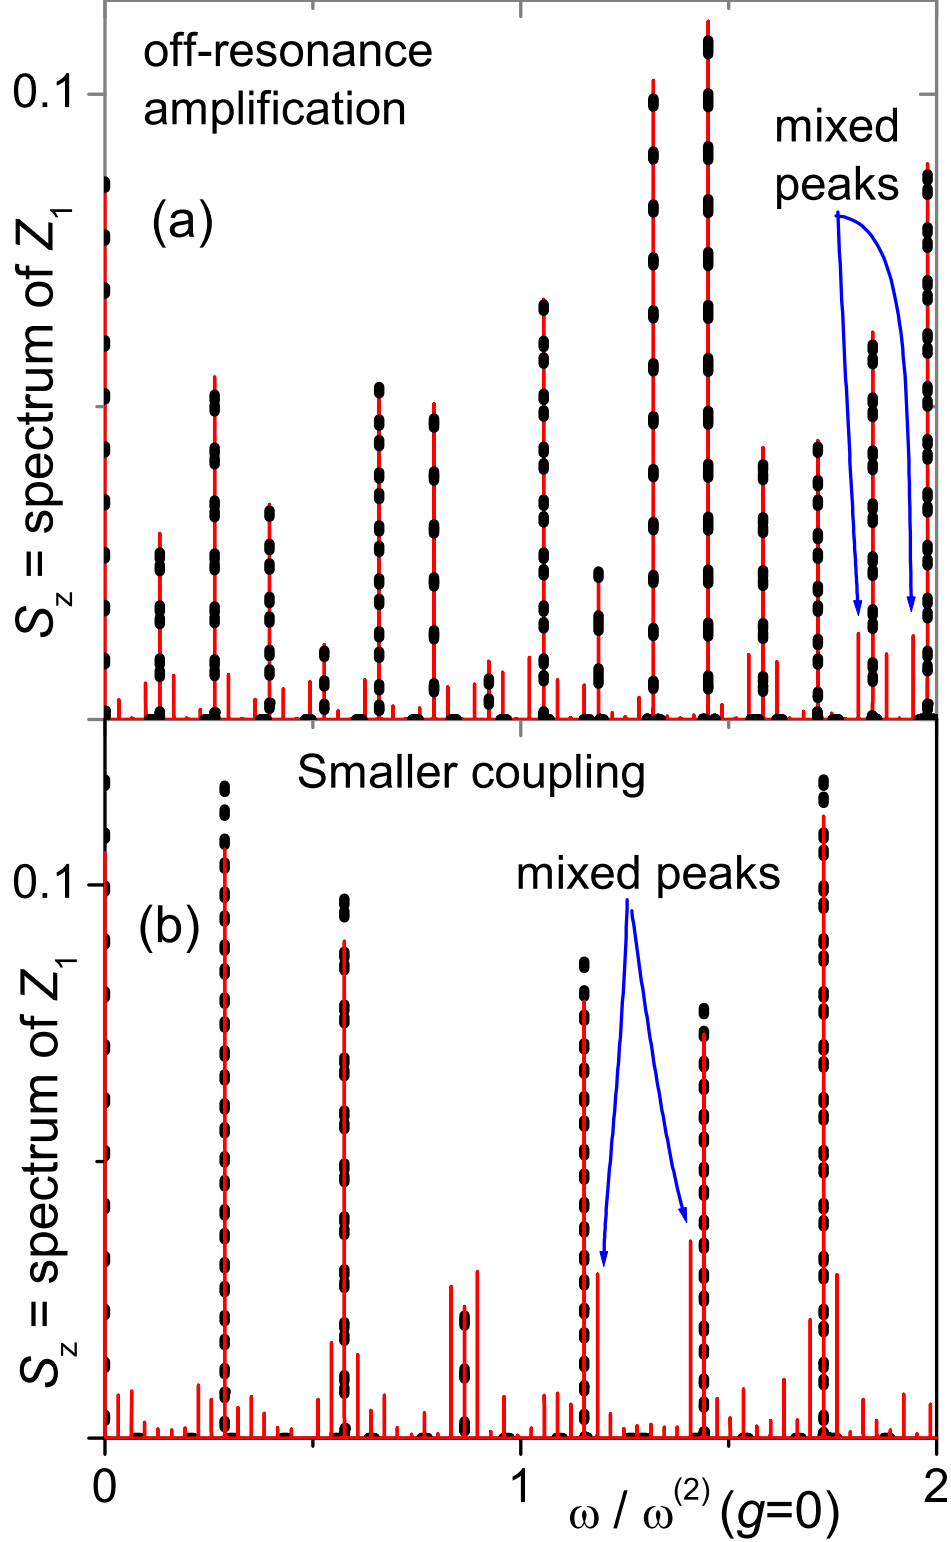 off-resonance
amplification
0.1
mixed
peaks
(a)
S_z = spectrum of Z_1
Smaller coupling
0.1
mixed peaks
(b)
S_z = spectrum of Z_1
0 1 2
ω / ω^(2) (g=0)